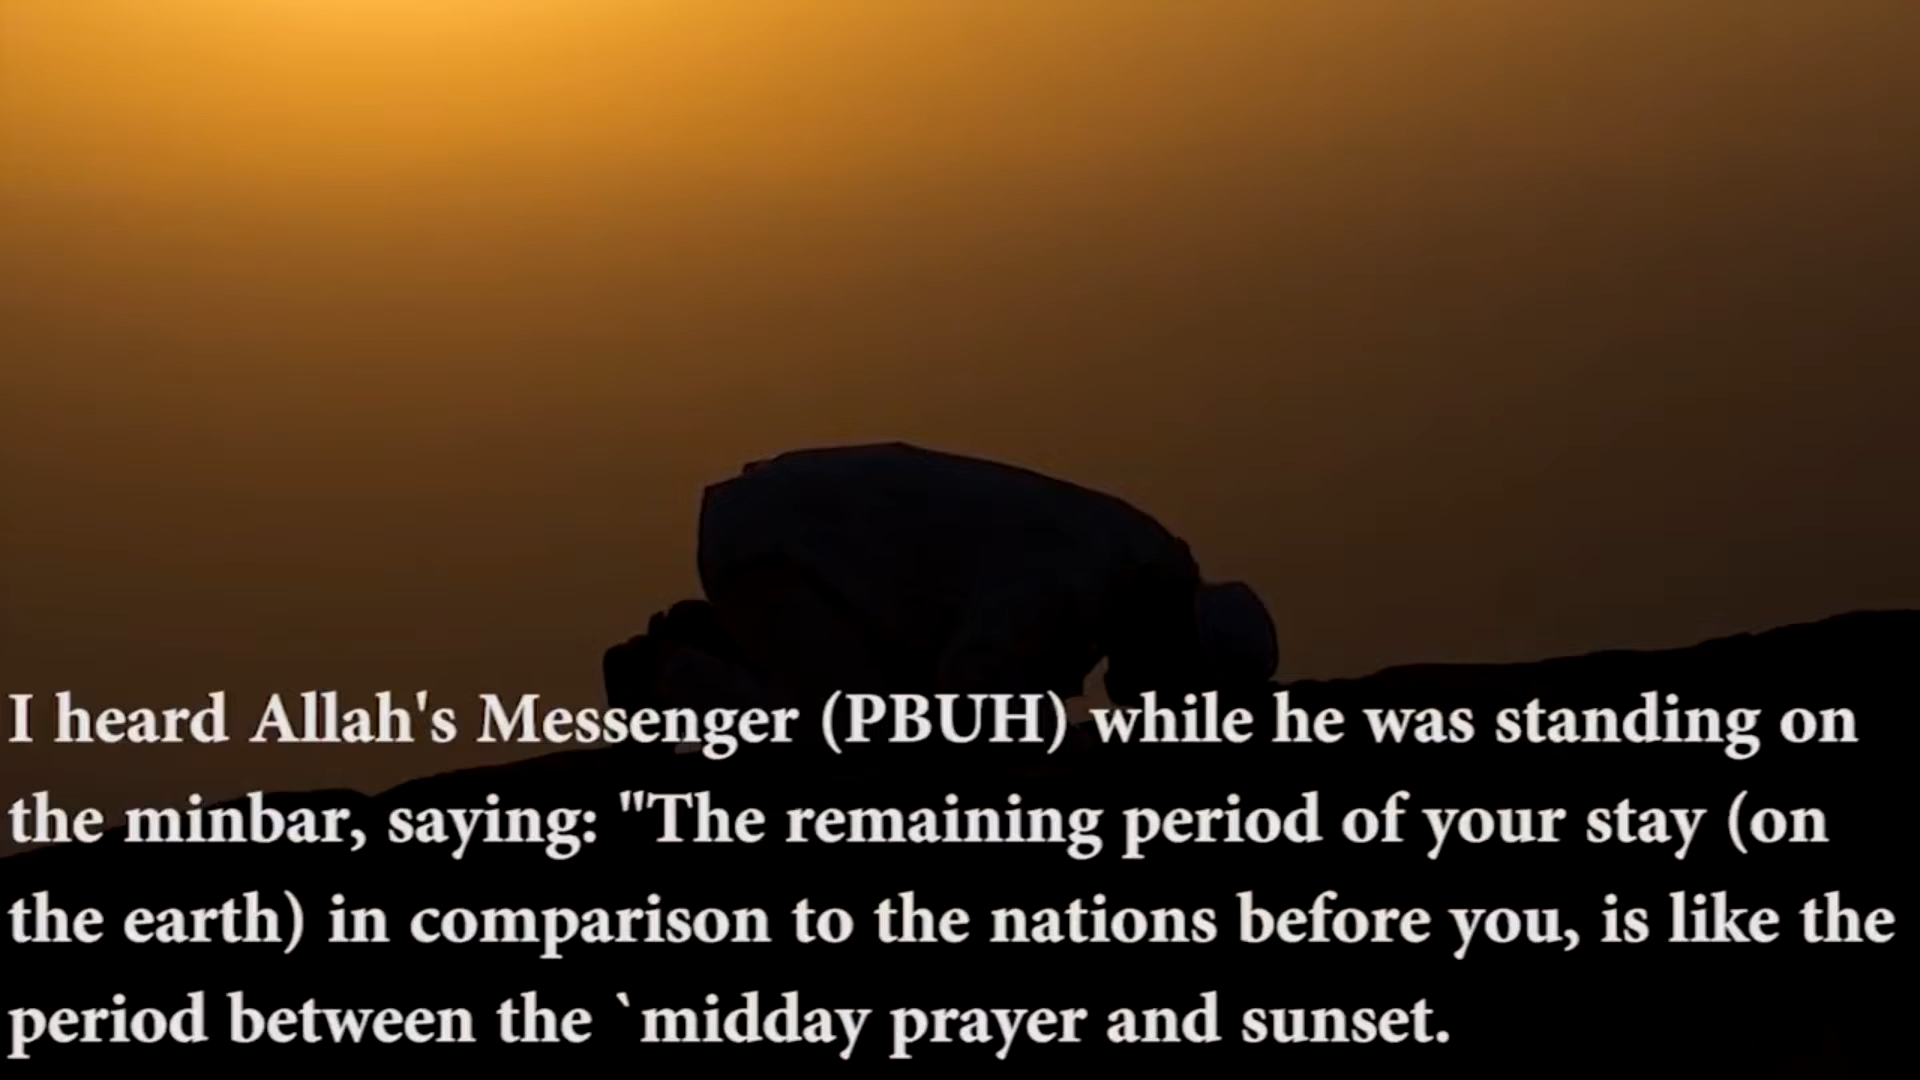 I heard Allah's Messenger (PBUH) while he was standing on
the minbar, saying: "The remaining period of your stay (on
the earth) in comparison to the nations before you, is like the
period between the `midday prayer and sunset.